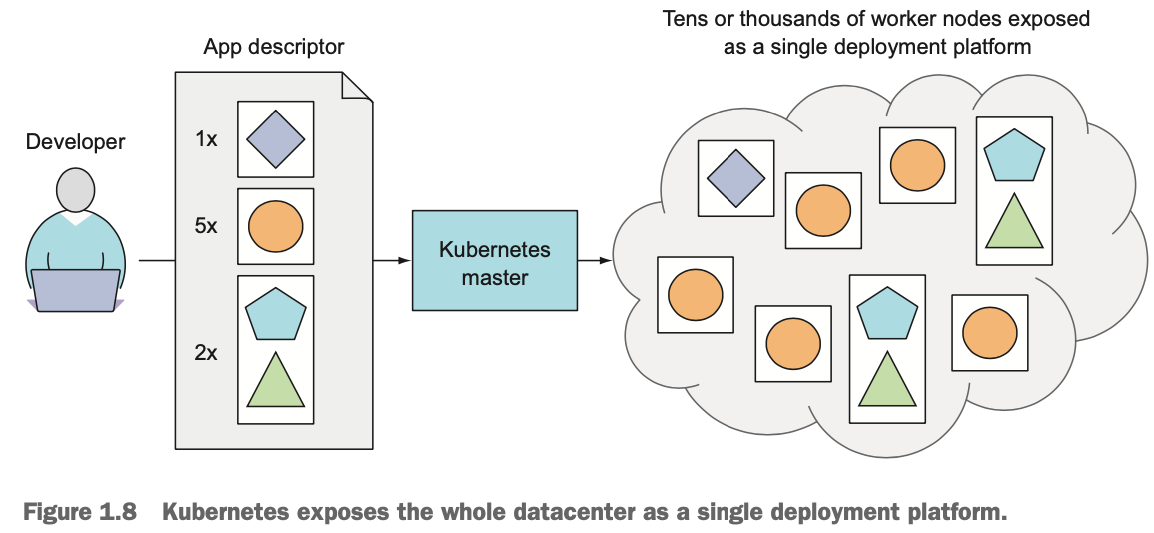 Tens or thousands of worker nodes exposed
as a single deployment platform
App descriptor
Developer
1x
5x
2x
Kubernetes
master
Figure 1.8 Kubernetes exposes the whole datacenter as a single deployment platform.